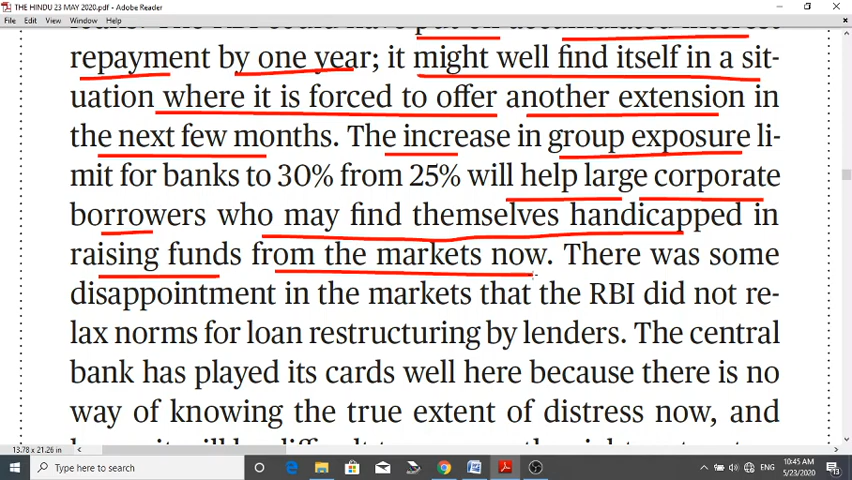 THE HINDU 23 MAY 2020.pdf - Adobe Reader
File Edit View Window Help
repayment by one year; it might well find itself in a sit-
uation where it is forced to offer another extension in
the next few months. The increase in group exposure li-
mit for banks to 30% from 25% will help large corporate
borrowers who may find themselves handicapped in
raising funds from the markets now. There was some
disappointment in the markets that the RBI did not re-
lax norms for loan restructuring by lenders. The central
bank has played its cards well here because there is no
way of knowing the true extent of distress now, and
13.78 x 21.26 in
Type here to search
ENG
10:45 AM
5/23/2020